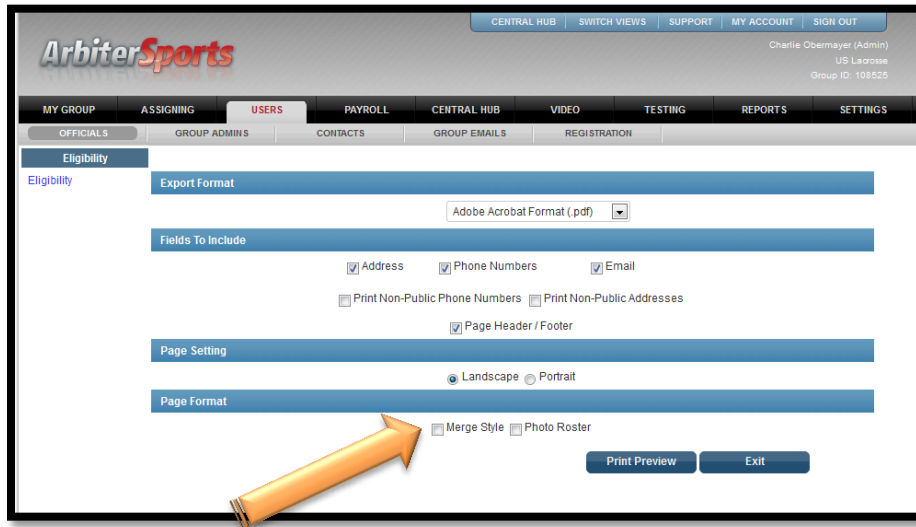 CENTRAL HUB SWITCH VIEWS SUPPORT MY ACCOUNT SIGN OUT
ArbiterSports
Charlie Obermayer (Admin)
US Lacrosse
Group ID: 108525
MY GROUP ASSIGNING USERS PAYROLL CENTRAL HUB VIDEO TESTING REPORTS SETTINGS
OFFICIALS GROUP ADMINS CONTACTS GROUP EMAILS REGISTRATION
Eligibility
Eligibility
Export Format
Adobe Acrobat Format (.pdf)
Fields To Include
Address Phone Numbers Email
Print Non-Public Phone Numbers Print Non-Public Addresses
Page Header / Footer
Page Setting
Landscape Portrait
Page Format
Merge Style Photo Roster
Print Preview Exit